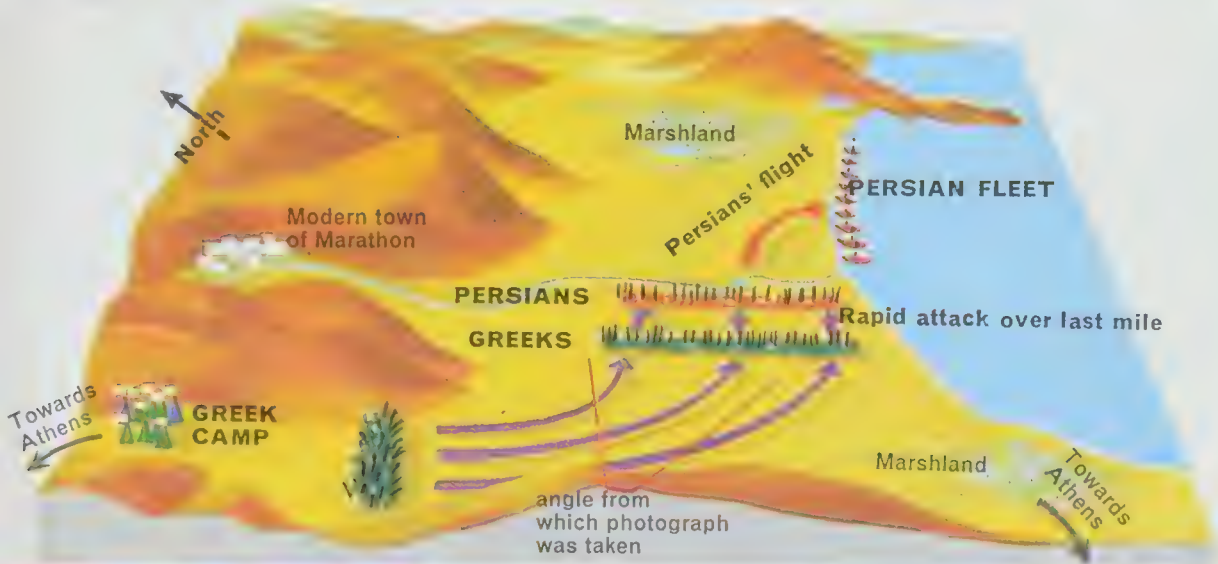 North
Marshland
Persians' flight
PERSIAN FLEET
Modern town
of Marathon
PERSIANS
GREEKS
Rapid attack over last mile
Towards
Athens
GREEK
CAMP
Marshland
Towards
Athens
angle from
which photograph
was taken